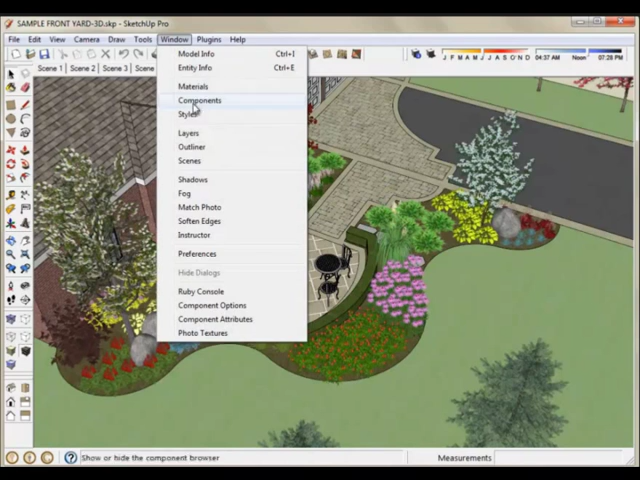 SAMPLE FRONT YARD-3D.skp - SketchUp Pro
File Edit View Camera Draw Tools Window Plugins Help
Model Info Ctrl+I
Entity Info Ctrl+E
Materials
Components
Styles
Layers
Outliner
Scenes
Shadows
Fog
Match Photo
Soften Edges
Instructor
Preferences
Hide Dialogs
Ruby Console
Component Options
Component Attributes
Photo Textures
J F M A M J J A S O N D 04:37 AM Noon 07:28 PM
Scene 1 Scene 2 Scene 3 Sce
Show or hide the component browser
Measurements